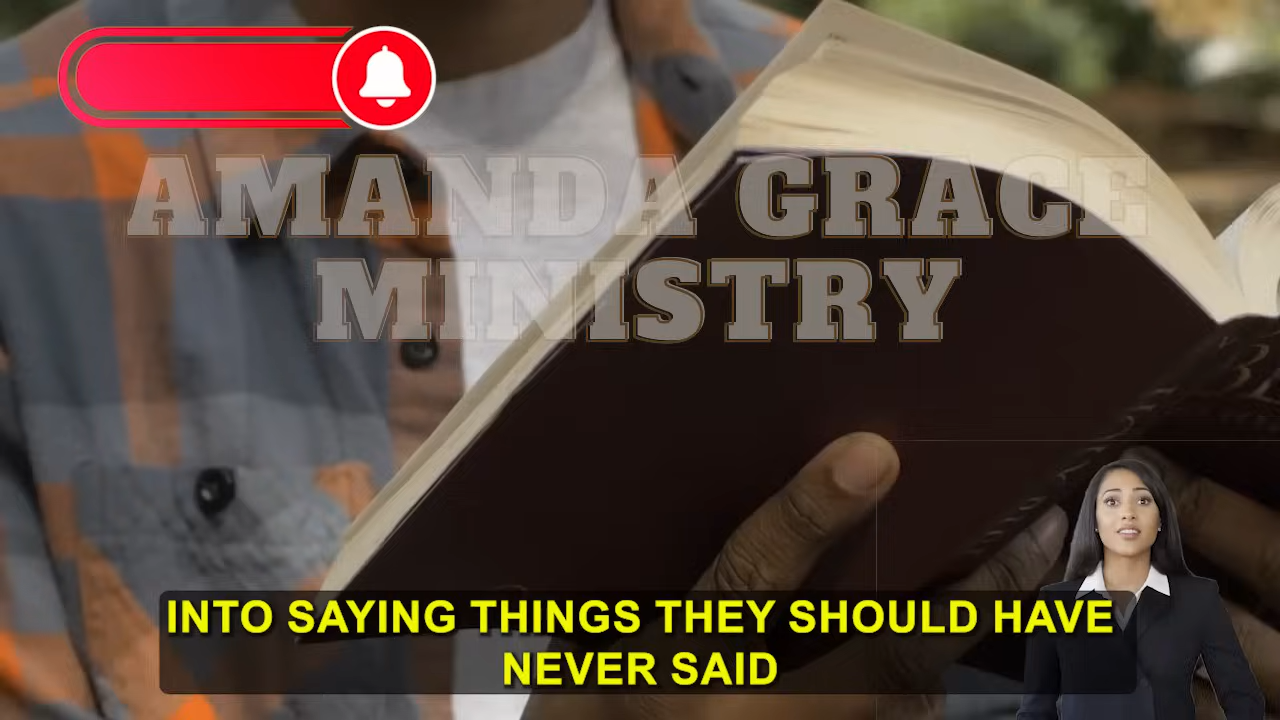 AMANDA GRACE
MINISTRY
INTO SAYING THINGS THEY SHOULD HAVE
NEVER SAID